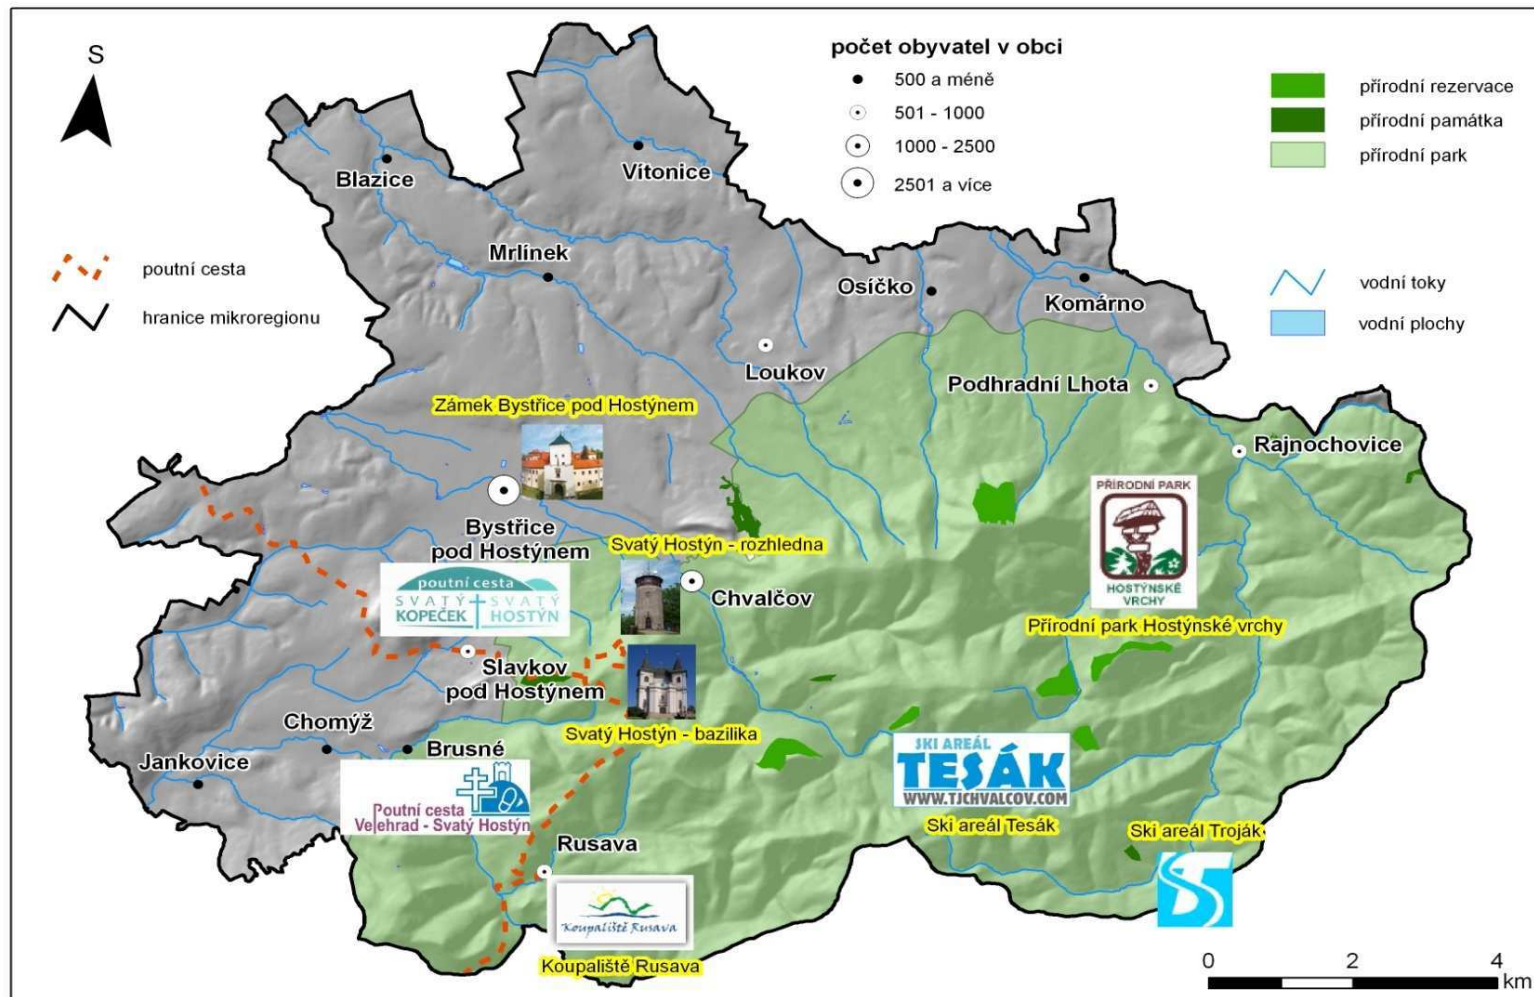 S
počet obyvatel v obci
500 a méně
501 - 1000
1000 - 2500
2501 a více
přírodní rezervace
přírodní památka
přírodní park
poutní cesta
hranice mikroregionu
vodní toky
vodní plochy
Blazice
Vítonice
Mrlínek
Osíčko
Komárno
Loukov
Podhradní Lhota
Zámek Bystřice pod Hostýnem
Rajnochovice
Bystřice
pod Hostýnem
Svatý Hostýn - rozhledna
PŘÍRODNÍ PARK
HOSTÝNSKÉ
VRCHY
poutní cesta
SVATÝ SVATÝ
KOPEČEK HOSTÝN
Chvalčov
Přírodní park Hostýnské vrchy
Slavkov
pod Hostýnem
Svatý Hostýn - bazilika
Chomýž
Brusné
Jankovice
SKI AREÁL
TESÁK
WWW.TJCHVALCOV.COM
Poutní cesta
Velehrad - Svatý Hostýn
Ski areál Tesák
Ski areál Troják
Rusava
Koupaliště Rusava
Koupaliště Rusava
0 2 4
km